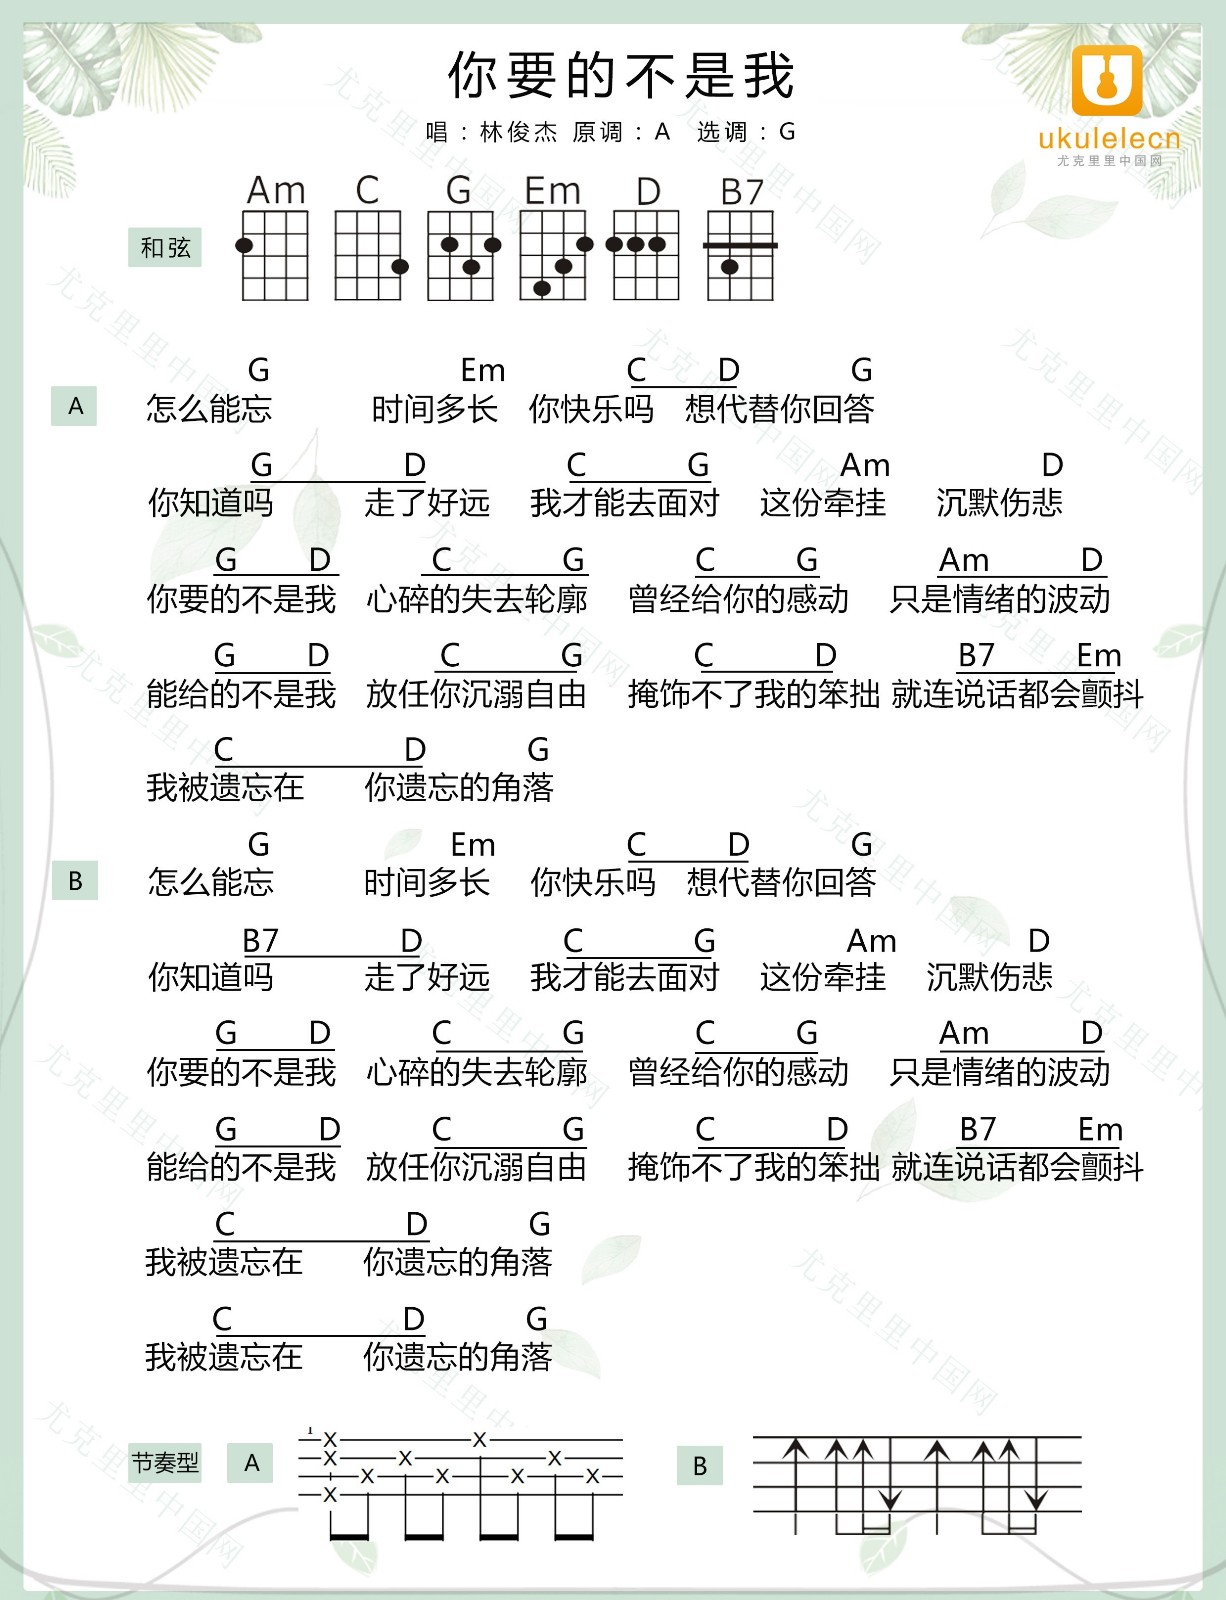 你要的不是我
唱：林俊杰 原调：A 选调：G
ukulelecn
尤克里里中国网
Am C G Em D B7
和弦
G Em C D G
A 怎么能忘 时间多长 你快乐吗 想代替你回答
G D C G Am D
你知道吗 走了好远 我才能去面对 这份牵挂 沉默伤悲
G D C G C G Am D
你要的不是我 心碎的失去轮廓 曾经给你的感动 只是情绪的波动
G D C G C D B7 Em
能给的不是我 放任你沉溺自由 掩饰不了我的笨拙 就连说话都会颤抖
C D G
我被遗忘在 你遗忘的角落
G Em C D G
B 怎么能忘 时间多长 你快乐吗 想代替你回答
B7 D C G Am D
你知道吗 走了好远 我才能去面对 这份牵挂 沉默伤悲
G D C G C G Am D
你要的不是我 心碎的失去轮廓 曾经给你的感动 只是情绪的波动
G D C G C D B7 Em
能给的不是我 放任你沉溺自由 掩饰不了我的笨拙 就连说话都会颤抖
C D G
我被遗忘在 你遗忘的角落
C D G
我被遗忘在 你遗忘的角落
节奏型 A B